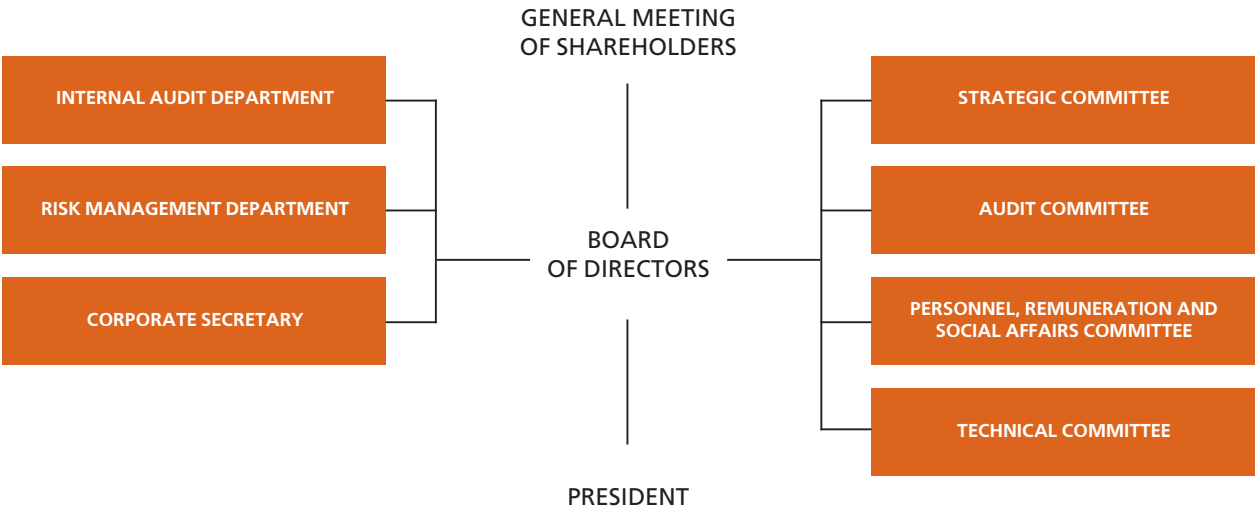 GENERAL MEETING
OF SHAREHOLDERS
INTERNAL AUDIT DEPARTMENT
STRATEGIC COMMITTEE
RISK MANAGEMENT DEPARTMENT
AUDIT COMMITTEE
BOARD
OF DIRECTORS
CORPORATE SECRETARY
PERSONNEL, REMUNERATION AND
SOCIAL AFFAIRS COMMITTEE
TECHNICAL COMMITTEE
PRESIDENT